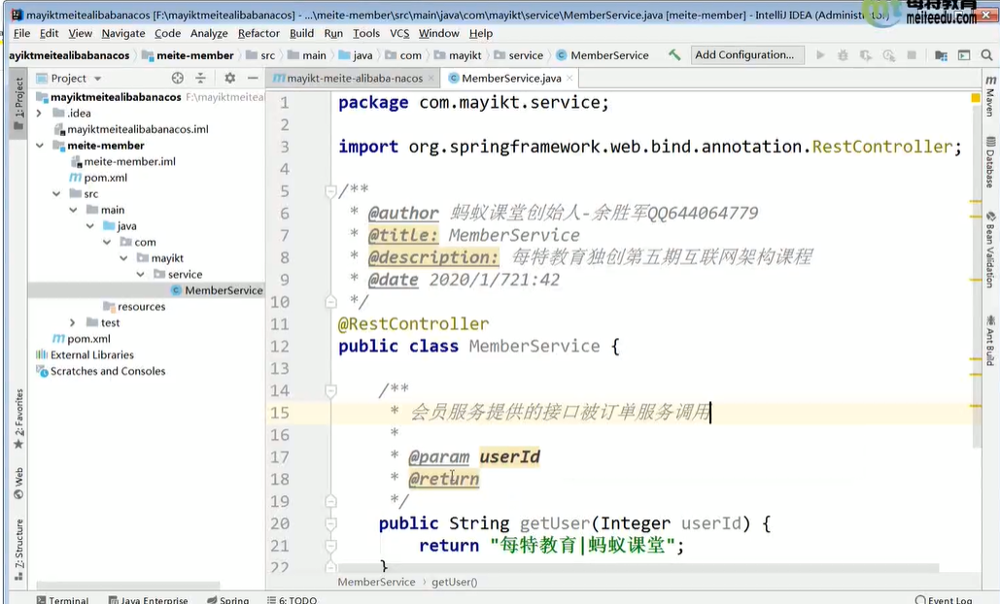 mayiktmeitealibabanacos [F:\mayiktmeitealibabanacos] - ...\meite-member\src\main\java\com\mayikt\service\MemberService.java [meite-member] - IntelliJ IDEA (Administrator)
每特教育
meiteedu.com
File Edit View Navigate Code Analyze Refactor Build Run Tools VCS Window Help
ayiktmeitealibabanacos meite-member src main java com mayikt service MemberService Add Configuration...
Project
mayikt-meite-alibaba-nacos MemberService.java
mayiktmeitealibabanacos F:\mayiktmeitea
.idea
mayiktmeitealibabanacos.iml
meite-member
meite-member.iml
pom.xml
src
main
java
com
mayikt
service
MemberService
resources
test
pom.xml
External Libraries
Scratches and Consoles
1: Project
2: Favorites
Web
7: Structure
1 package com.mayikt.service;
2
3 import org.springframework.web.bind.annotation.RestController;
4
5 /**
6 * @author 蚂蚁课堂创始人-余胜军QQ644064779
7 * @title: MemberService
8 * @description: 每特教育独创第五期互联网架构课程
9 * @date 2020/1/721:42
10 */
11 @RestController
12 public class MemberService {
13
14 /**
15 * 会员服务提供的接口被订单服务调用
16 *
17 * @param userId
18 * @return
19 */
20 public String getUser(Integer userId) {
21 return "每特教育|蚂蚁课堂";
22 }
MemberService › getUser()
Maven
Database
Bean Validation
Ant Build
Terminal Java Enterprise Spring 6: TODO Event Log